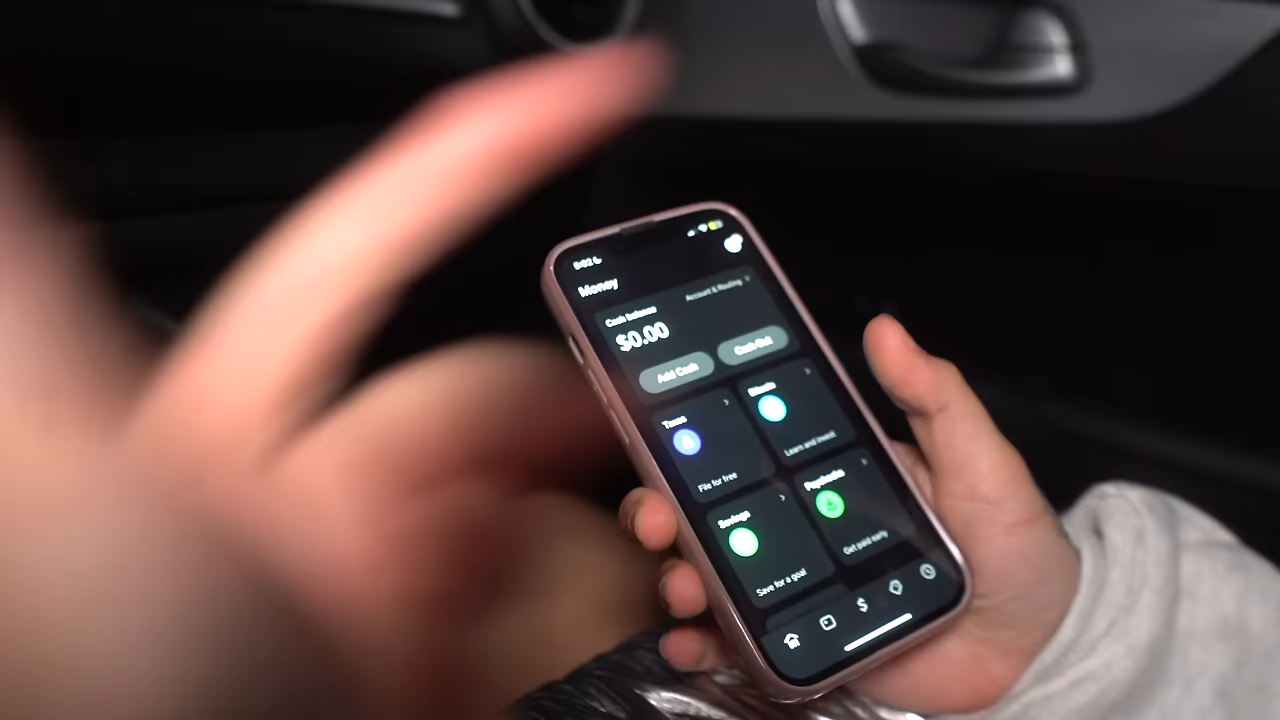 Money
Account & Routing
Cash balance
$0.00
Add Cash
Cash Out
Taxes
File for free
Stocks
Learn and invest
Savings
Save for a goal
Paychecks
Get paid early
$